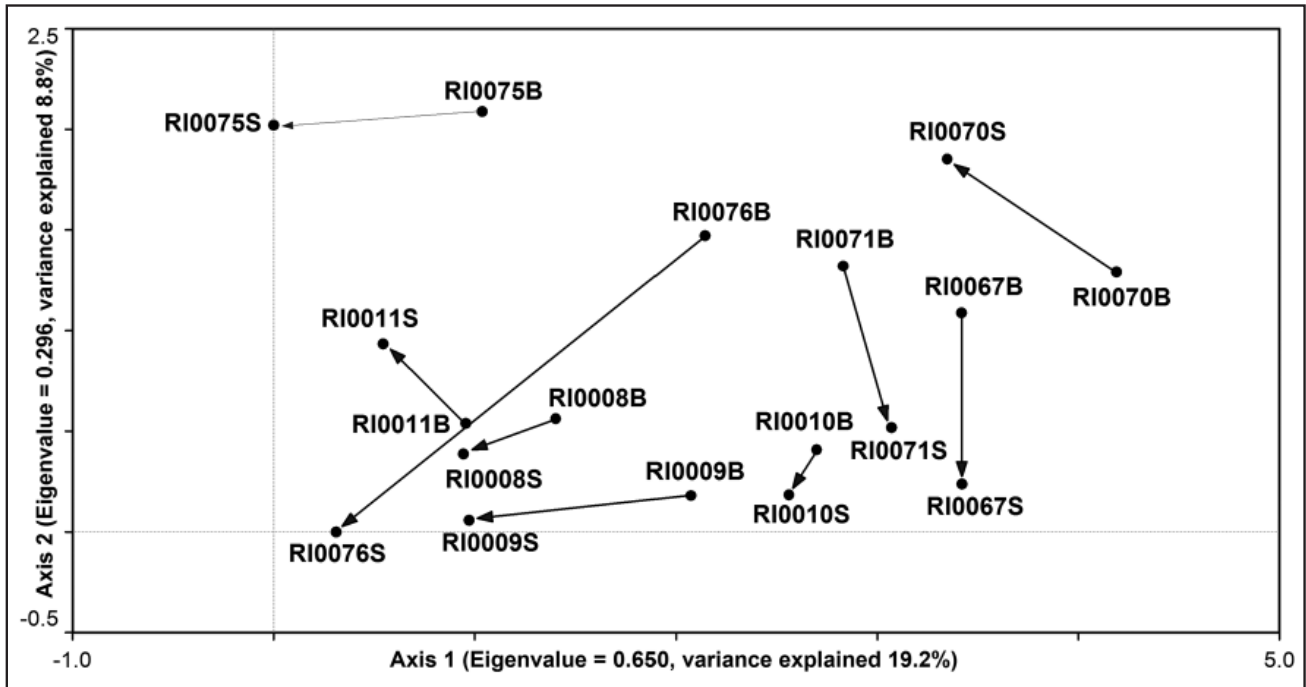 2.5
Axis 2 (Eigenvalue = 0.296, variance explained 8.8%)
RI0075B
RI0075S
RI0070S
RI0076B
RI0071B
RI0067B
RI0070B
RI0011S
RI0008B
RI0011B
RI0010B
RI0071S
RI0009B
RI0008S
RI0067S
RI0010S
RI0009S
RI0076S
-0.5
-1.0
Axis 1 (Eigenvalue = 0.650, variance explained 19.2%)
5.0